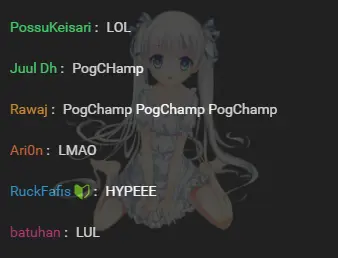 PossuKeisari : LOL
Juul Dh : PogCHamp
Rawaj : PogChamp PogChamp PogChamp
Ari0n : LMAO
RuckFafis🔰 : HYPEEE
batuhan : LUL